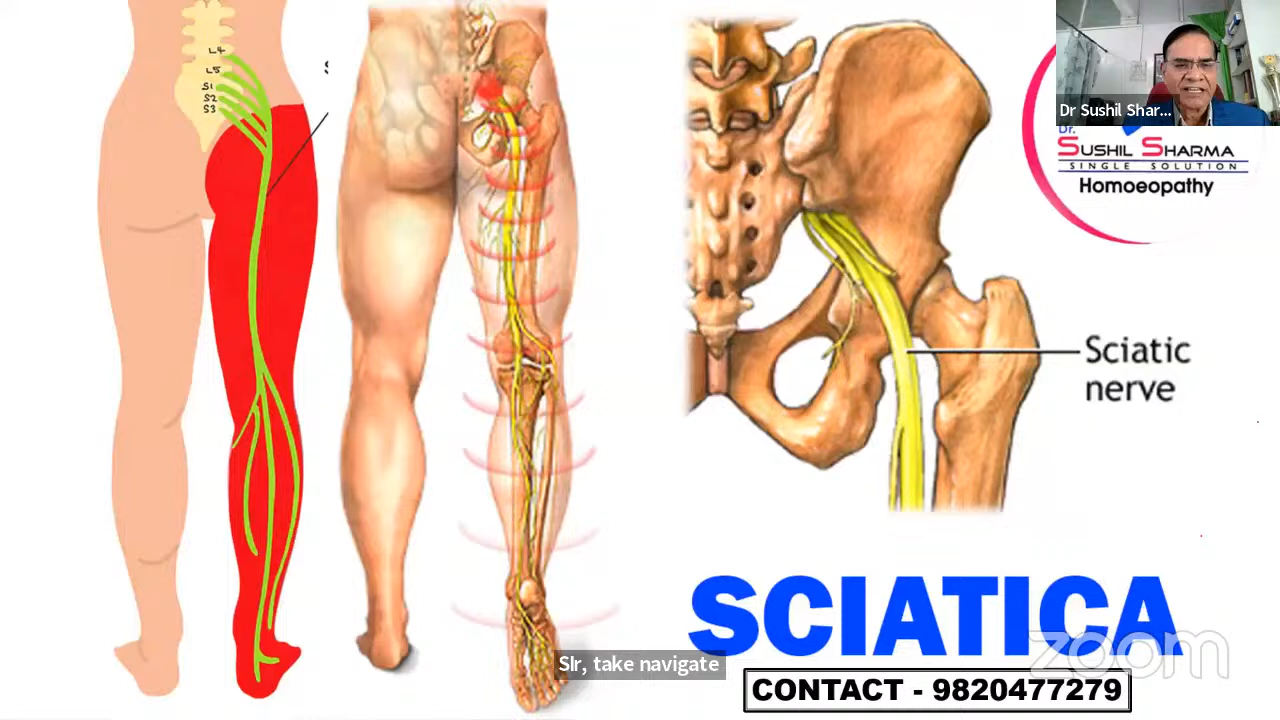 L4
L5
S1
S2
S3
Dr Sushil Shar...
Dr.
SUSHIL SHARMA
SINGLE SOLUTION
Homoeopathy
Sciatic
nerve
SCIATICA
zoom
SIr, take navigate
CONTACT - 9820477279